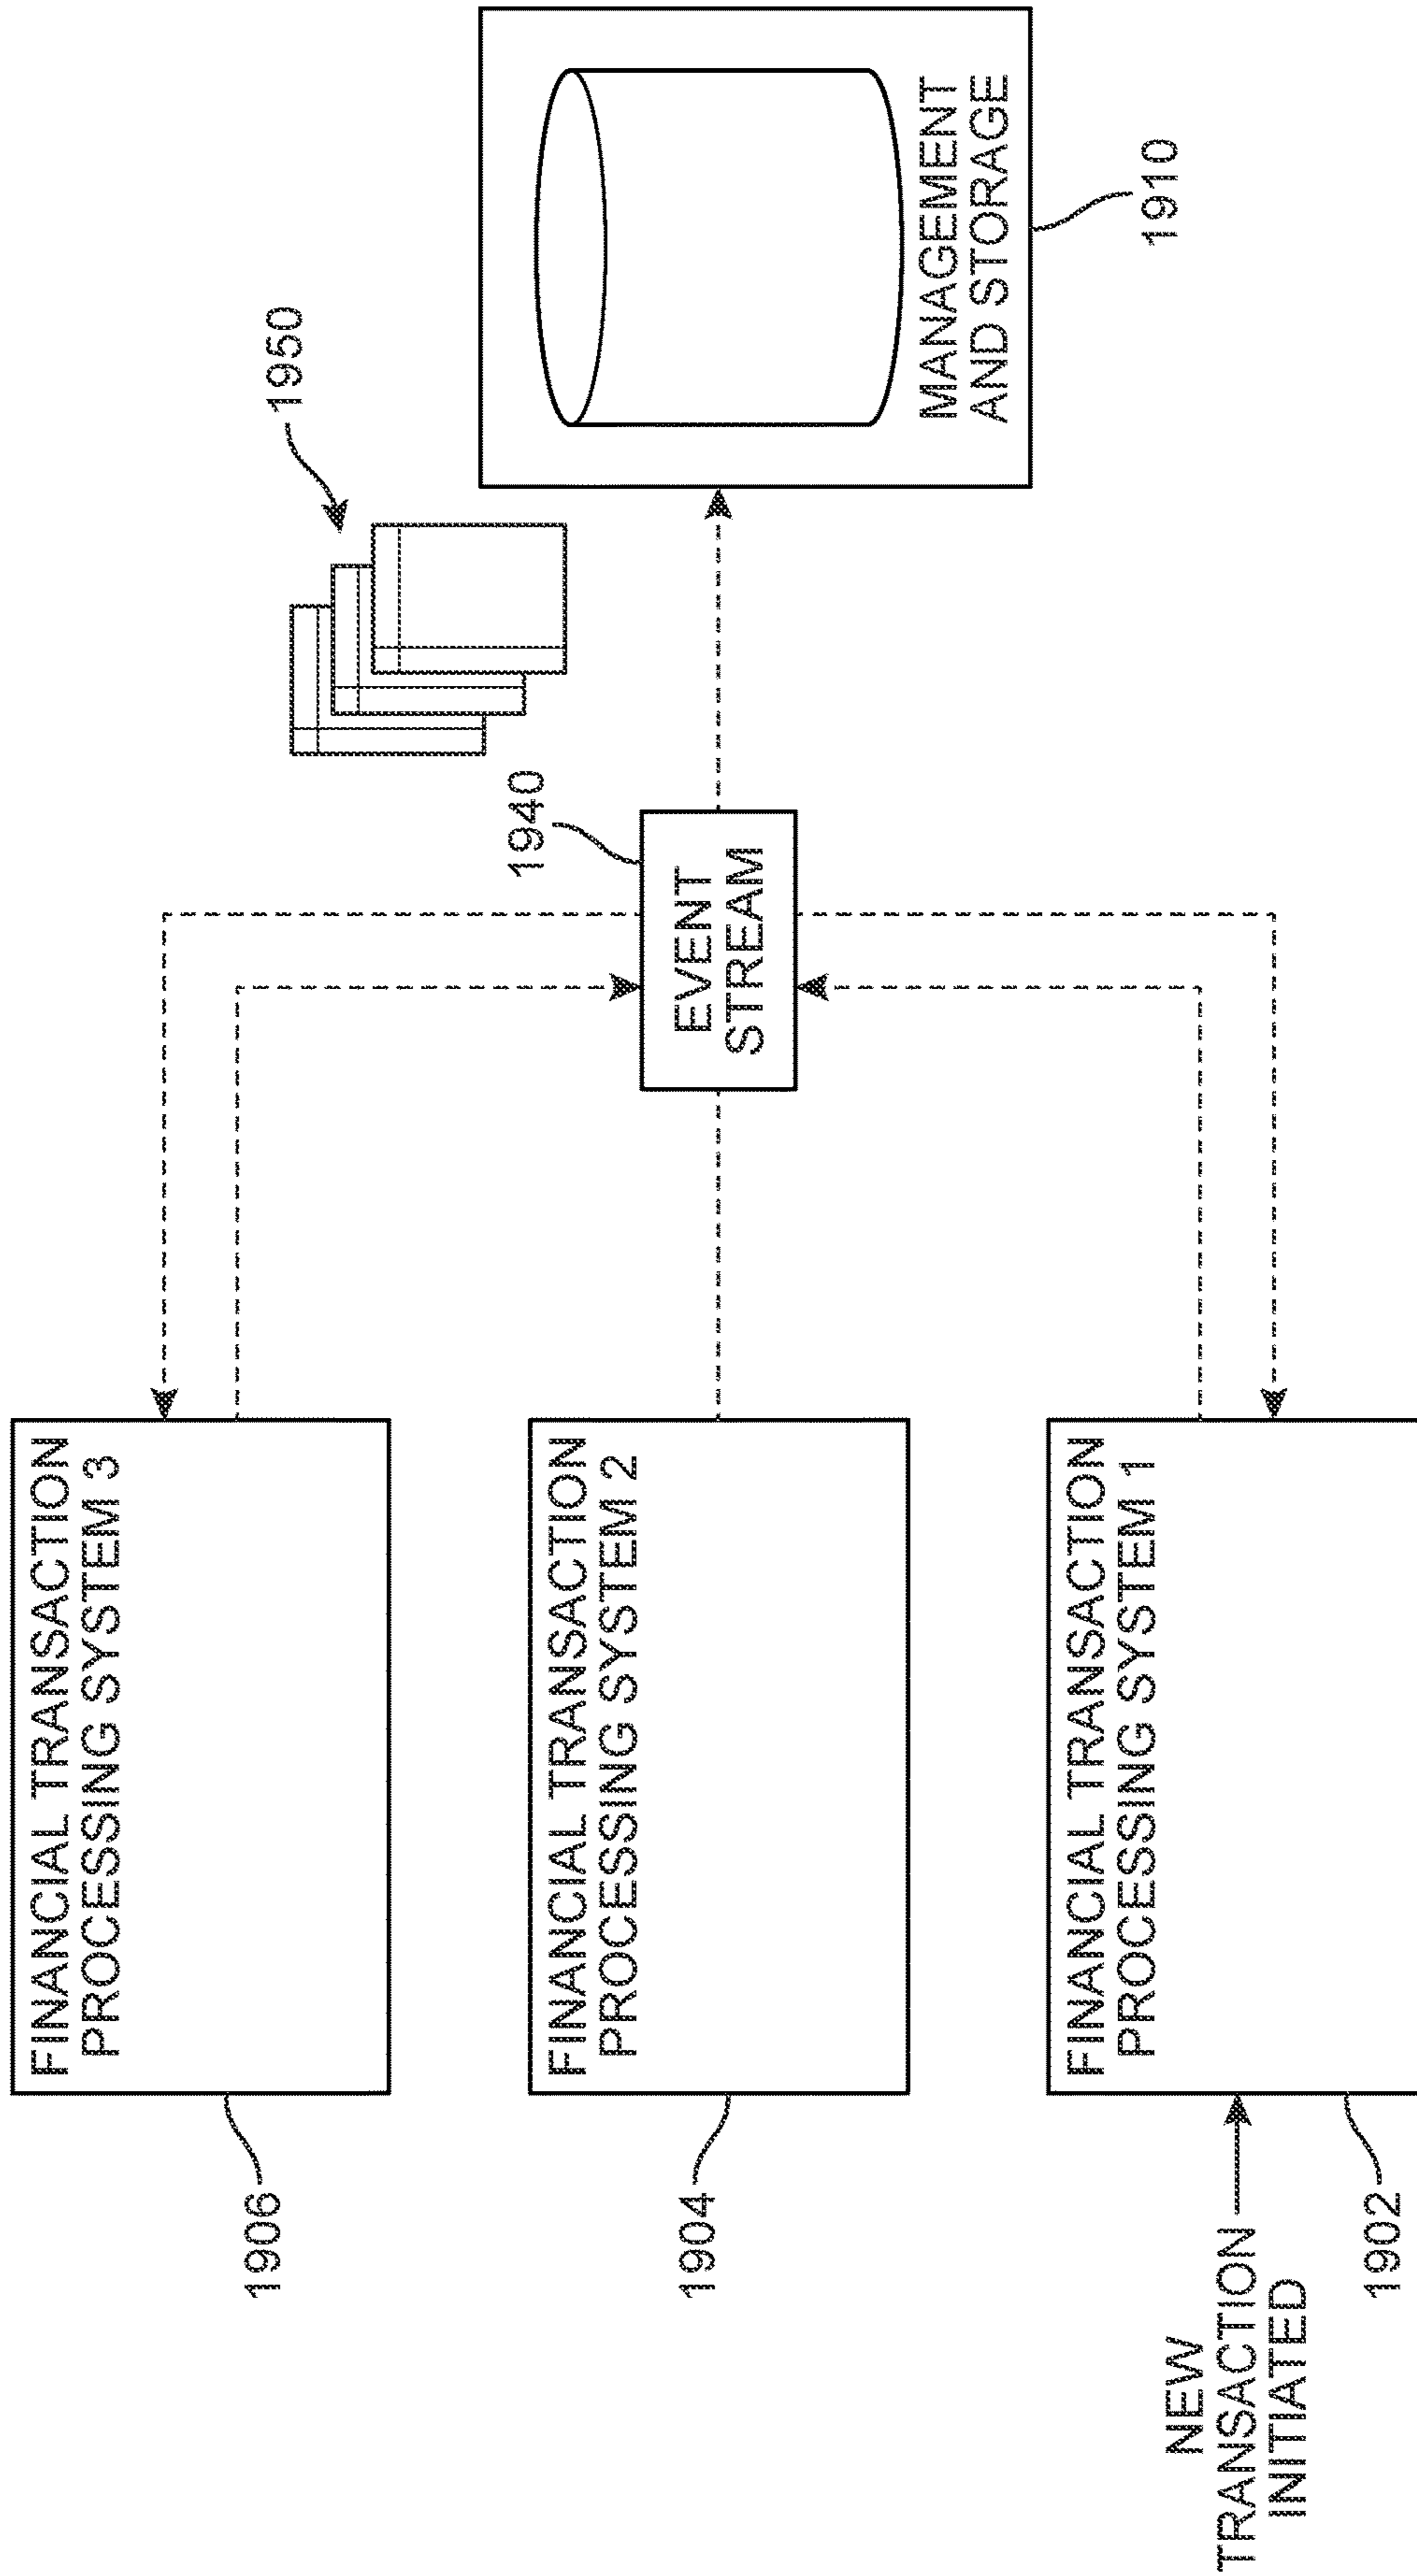 FINANCIAL TRANSACTION
PROCESSING SYSTEM 3
1906
FINANCIAL TRANSACTION
PROCESSING SYSTEM 2
1904
FINANCIAL TRANSACTION
PROCESSING SYSTEM 1
1902
NEW
TRANSACTION
INITIATED
EVENT
STREAM
1940
1950
MANAGEMENT
AND STORAGE
1910